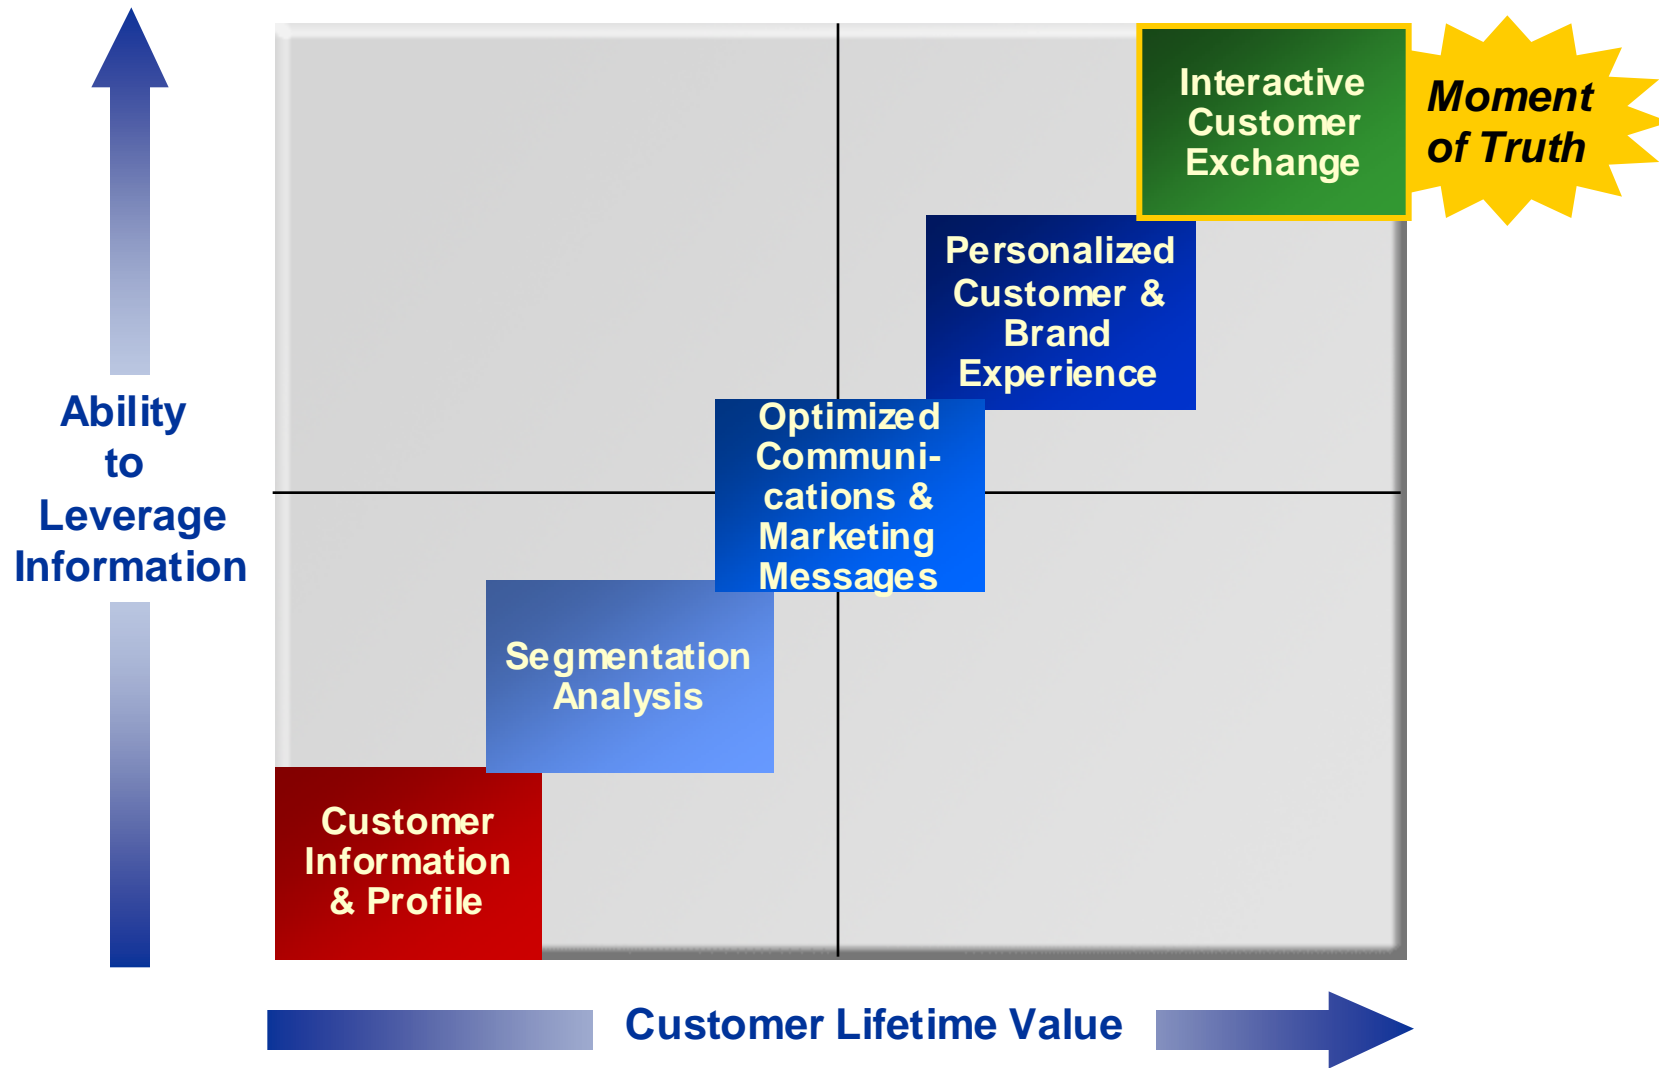 Interactive
Customer
Exchange
Moment
of Truth
Personalized
Customer &
Brand
Experience
Ability
to
Leverage
Information
Optimized
Communi-
cations &
Marketing
Messages
Segmentation
Analysis
Customer
Information
& Profile
Customer Lifetime Value